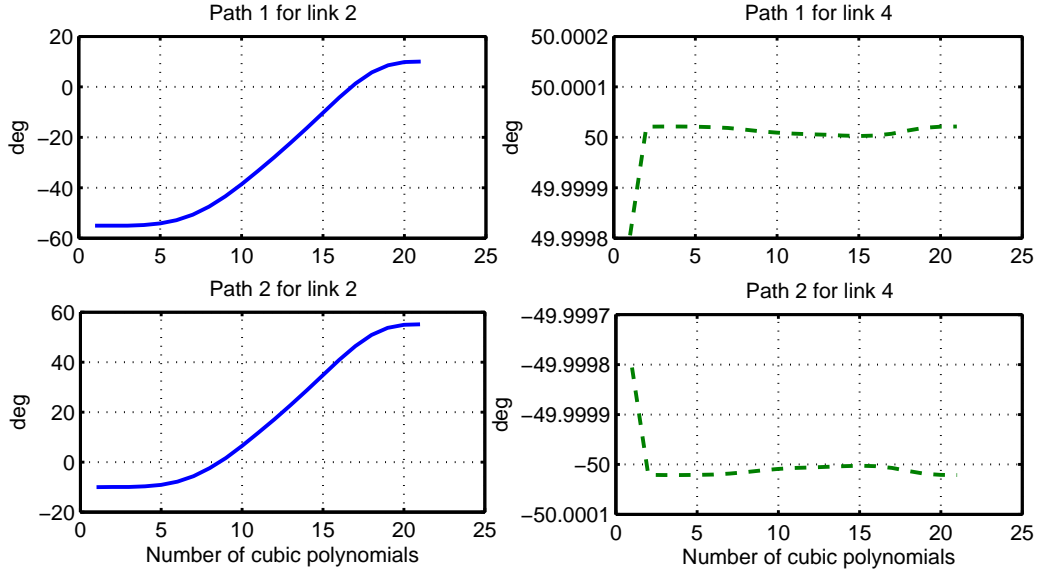 Path 1 for link 2
20
0
−20
−40
−60
deg
0 5 10 15 20 25
Path 1 for link 4
50.0002
50.0001
50
49.9999
49.9998
deg
0 5 10 15 20 25
Path 2 for link 2
60
40
20
0
−20
deg
0 5 10 15 20 25
Number of cubic polynomials
Path 2 for link 4
−49.9997
−49.9998
−49.9999
−50
−50.0001
deg
0 5 10 15 20 25
Number of cubic polynomials